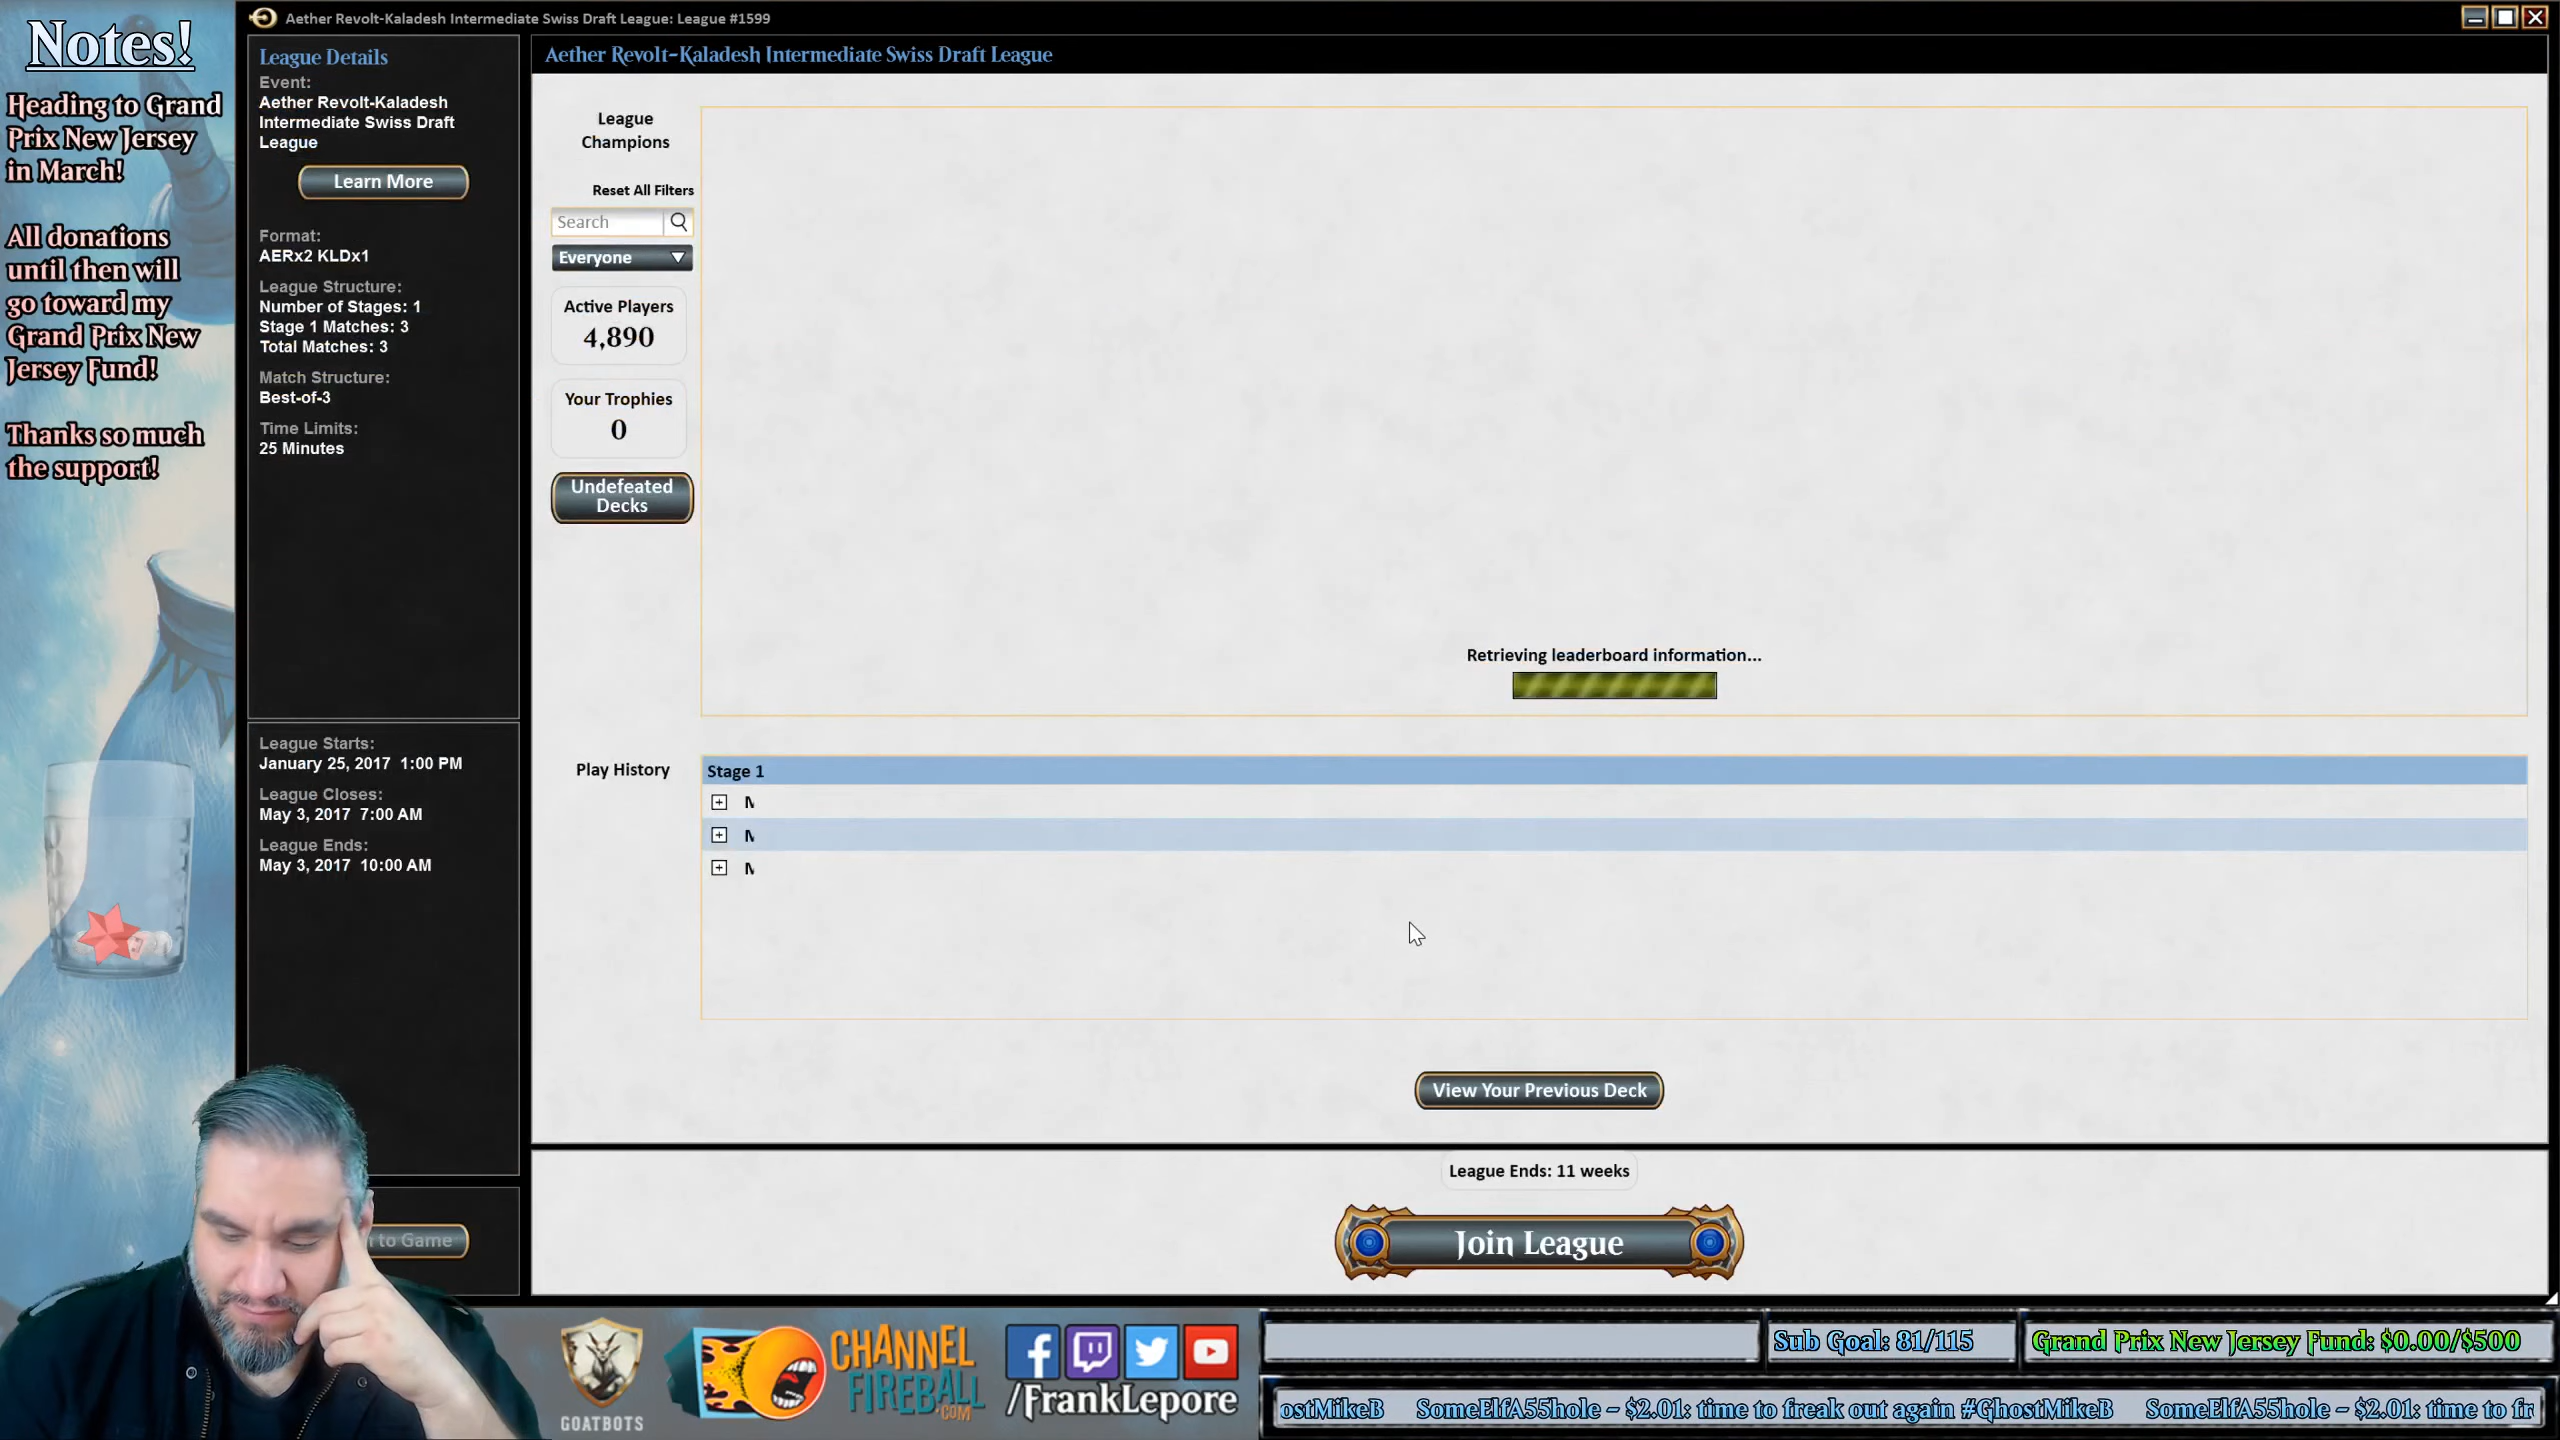 Notes!
Heading to Grand
Prix New Jersey
in March!
All donations
until then will
go toward my
Grand Prix New
Jersey Fund!
Thanks so much
the support!
Aether Revolt-Kaladesh Intermediate Swiss Draft League: League #1599
League Details
Event:
Aether Revolt-Kaladesh
Intermediate Swiss Draft
League
Learn More
Format:
AERx2 KLDx1
League Structure:
Number of Stages: 1
Stage 1 Matches: 3
Total Matches: 3
Match Structure:
Best-of-3
Time Limits:
25 Minutes
League Starts:
January 25, 2017 1:00 PM
League Closes:
May 3, 2017 7:00 AM
League Ends:
May 3, 2017 10:00 AM
to Game
Aether Revolt-Kaladesh Intermediate Swiss Draft League
League
Champions
Reset All Filters
Search
Everyone
Active Players
4,890
Your Trophies
0
Undefeated
Decks
Retrieving leaderboard information...
Play History
Stage 1
View Your Previous Deck
League Ends: 11 weeks
Join League
GOATBOTS
CHANNEL
FIREBALL
.COM
/FrankLepore
Sub Goal: 81/115
Grand Prix New Jersey Fund: $0.00/$500
ostMikeB SomeElfA55hole - $2.01: time to freak out again #GhostMikeB SomeElfA55hole - $2.01: time to fr